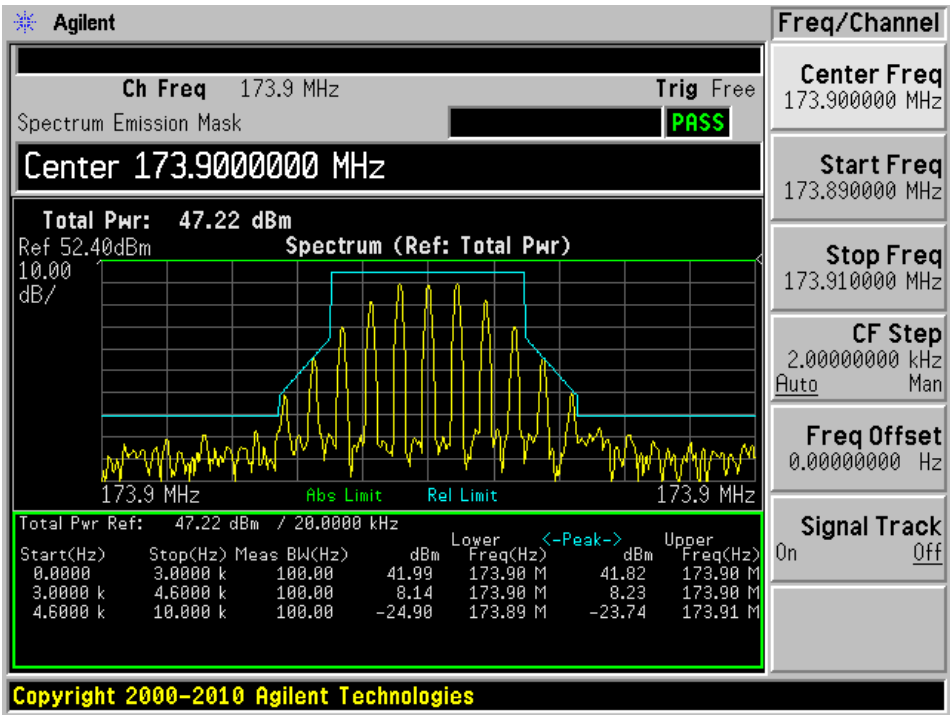 Agilent
Freq/Channel
Ch Freq 173.9 MHz Trig Free
Spectrum Emission Mask PASS
Center 173.9000000 MHz
Total Pwr: 47.22 dBm
Ref 52.40dBm Spectrum (Ref: Total Pwr)
10.00
dB/
173.9 MHz Abs Limit Rel Limit 173.9 MHz
Total Pwr Ref: 47.22 dBm / 20.0000 kHz
Lower <-Peak-> Upper
Start(Hz) Stop(Hz) Meas BW(Hz) dBm Freq(Hz) dBm Freq(Hz)
0.0000 3.0000 k 100.00 41.99 173.90 M 41.82 173.90 M
3.0000 k 4.6000 k 100.00 8.14 173.90 M 8.23 173.90 M
4.6000 k 10.000 k 100.00 -24.90 173.89 M -23.74 173.91 M
Center Freq
173.900000 MHz
Start Freq
173.890000 MHz
Stop Freq
173.910000 MHz
CF Step
2.00000000 kHz
Auto Man
Freq Offset
0.00000000 Hz
Signal Track
On Off
Copyright 2000-2010 Agilent Technologies